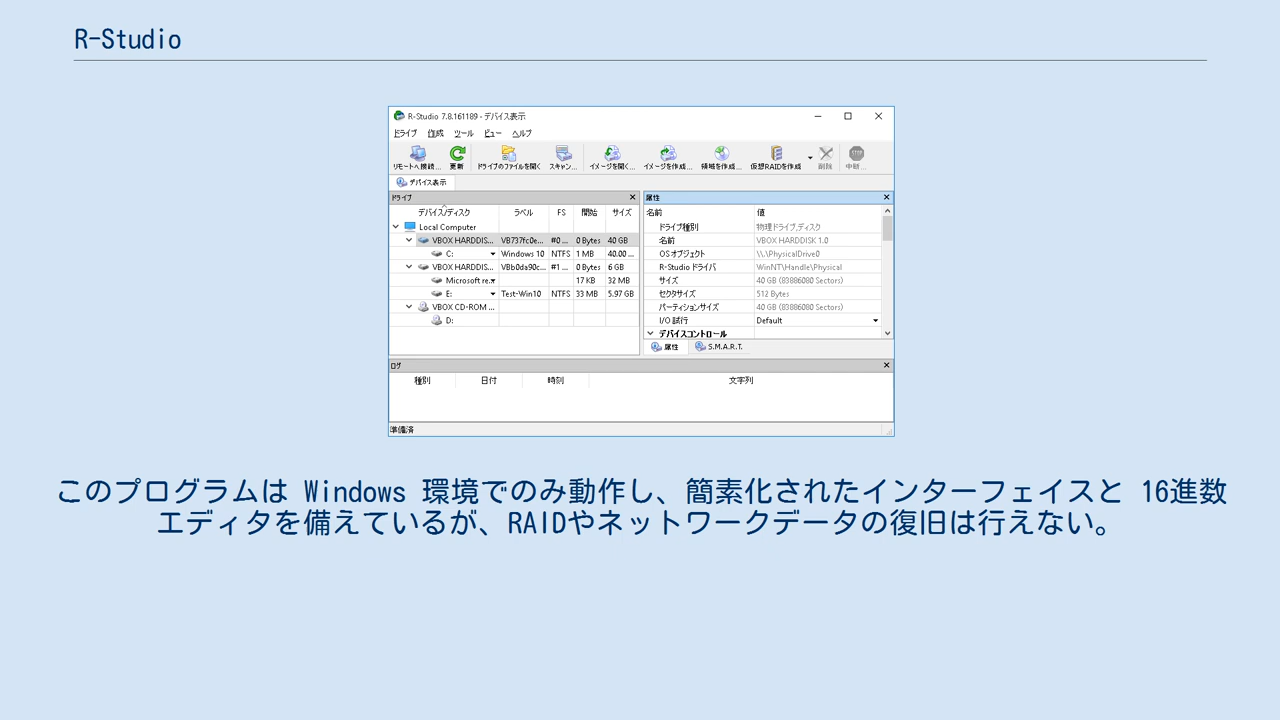 R-Studio
R-Studio 7.8.161189 - デバイス表示
ドライブ 作成 ツール ビュー ヘルプ
リモートへ接続... 更新 ドライブのファイルを開く スキャン... イメージを開く... イメージを作成... 領域を作成... 仮想RAIDを作成 削除 中断...
デバイス表示
ドライブ
デバイス/ディスク ラベル FS 開始 サイズ
Local Computer
VBOX HARDDIS... VB737fc0e... #0 ... 0 Bytes 40 GB
C: Windows 10 NTFS 1 MB 40.00 ...
VBOX HARDDIS... VBb0da90c... #1 ... 0 Bytes 6 GB
Microsoft re... 17 KB 32 MB
E: Test-Win10 NTFS 33 MB 5.97 GB
VBOX CD-ROM ...
D:
属性
名前 値
ドライブ種別 物理ドライブ,ディスク
名前 VBOX HARDDISK 1.0
OSオブジェクト \\.\PhysicalDrive0
R-Studio ドライバ WinNT\Handle\Physical
サイズ 40 GB (83886080 Sectors)
セクタサイズ 512 Bytes
パーティションサイズ 40 GB (83886080 Sectors)
I/O 試行 Default
デバイスコントロール
属性 S.M.A.R.T.
ログ
種別 日付 時刻 文字列
準備済
このプログラムは Windows 環境でのみ動作し、簡素化されたインターフェイスと 16進数
エディタを備えているが、RAIDやネットワークデータの復旧は行えない。